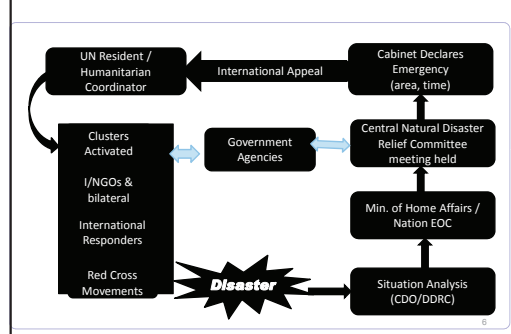 UN Resident /
Humanitarian
Coordinator
International Appeal
Cabinet Declares
Emergency
(area, time)
Clusters
Activated
I/NGOs &
bilateral
International
Responders
Red Cross
Movements
Government
Agencies
Central Natural Disaster
Relief Committee
meeting held
Min. of Home Affairs /
Nation EOC
Disaster
Situation Analysis
(CDO/DDRC)
6